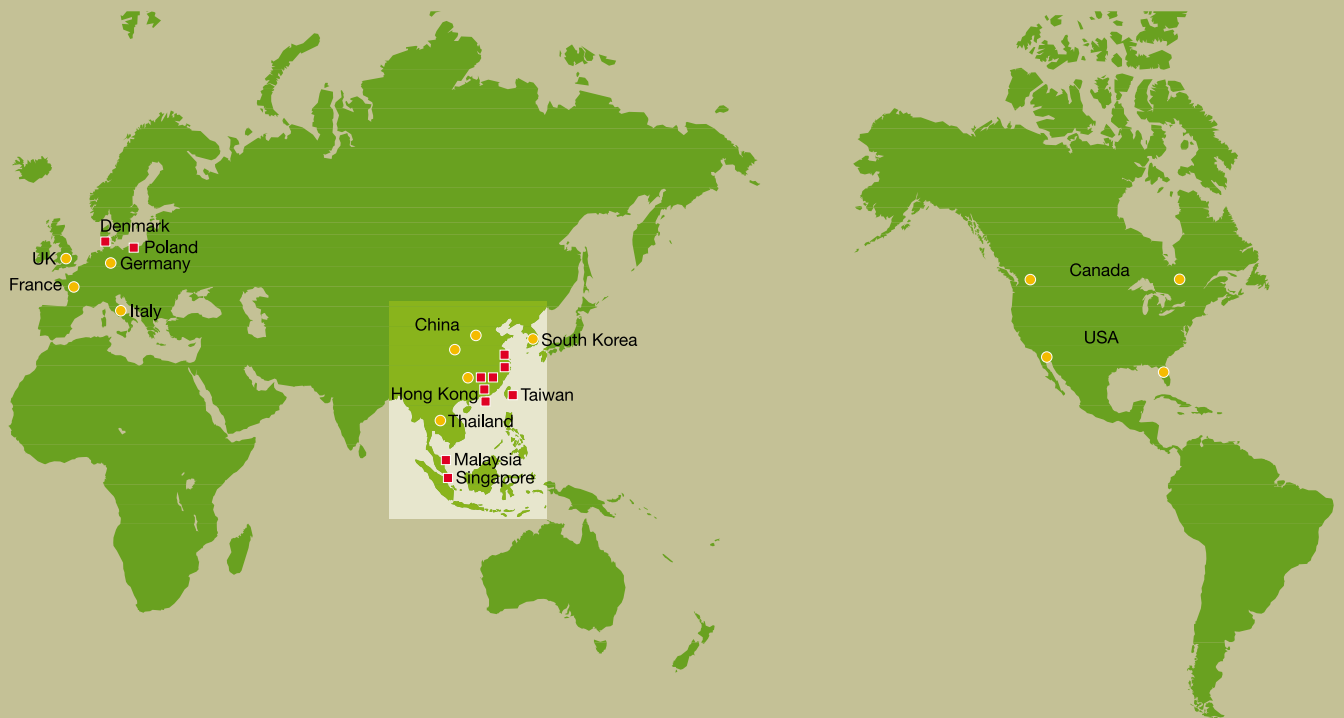 Denmark
Poland
UK
Germany
France
Italy
China
South Korea
Hong Kong
Taiwan
Thailand
Malaysia
Singapore
Canada
USA